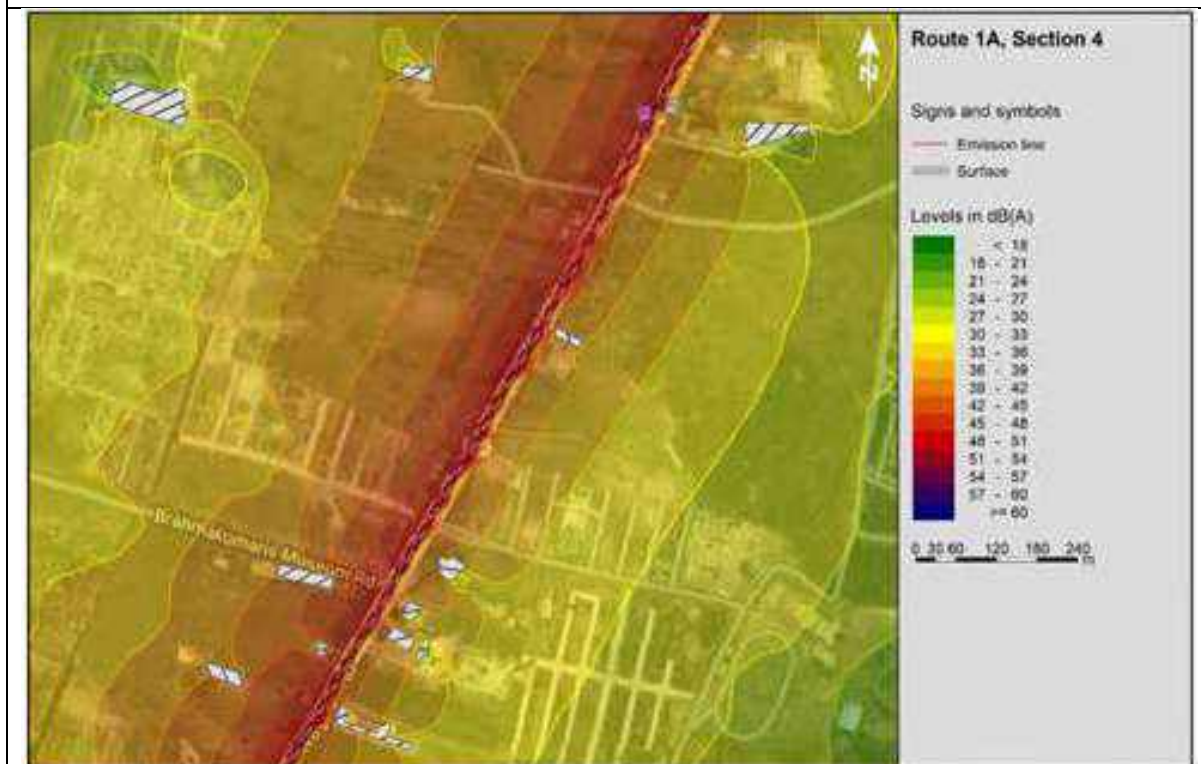 N
Route 1A, Section 4
Signs and symbols
Emission line
Surface
Levels in dB(A)
< 18
18 - 21
21 - 24
24 - 27
27 - 30
30 - 33
33 - 36
36 - 39
39 - 42
42 - 45
45 - 48
48 - 51
51 - 54
54 - 57
57 - 60
>= 60
0 30 60 120 180 240
m
Brahmakumaris